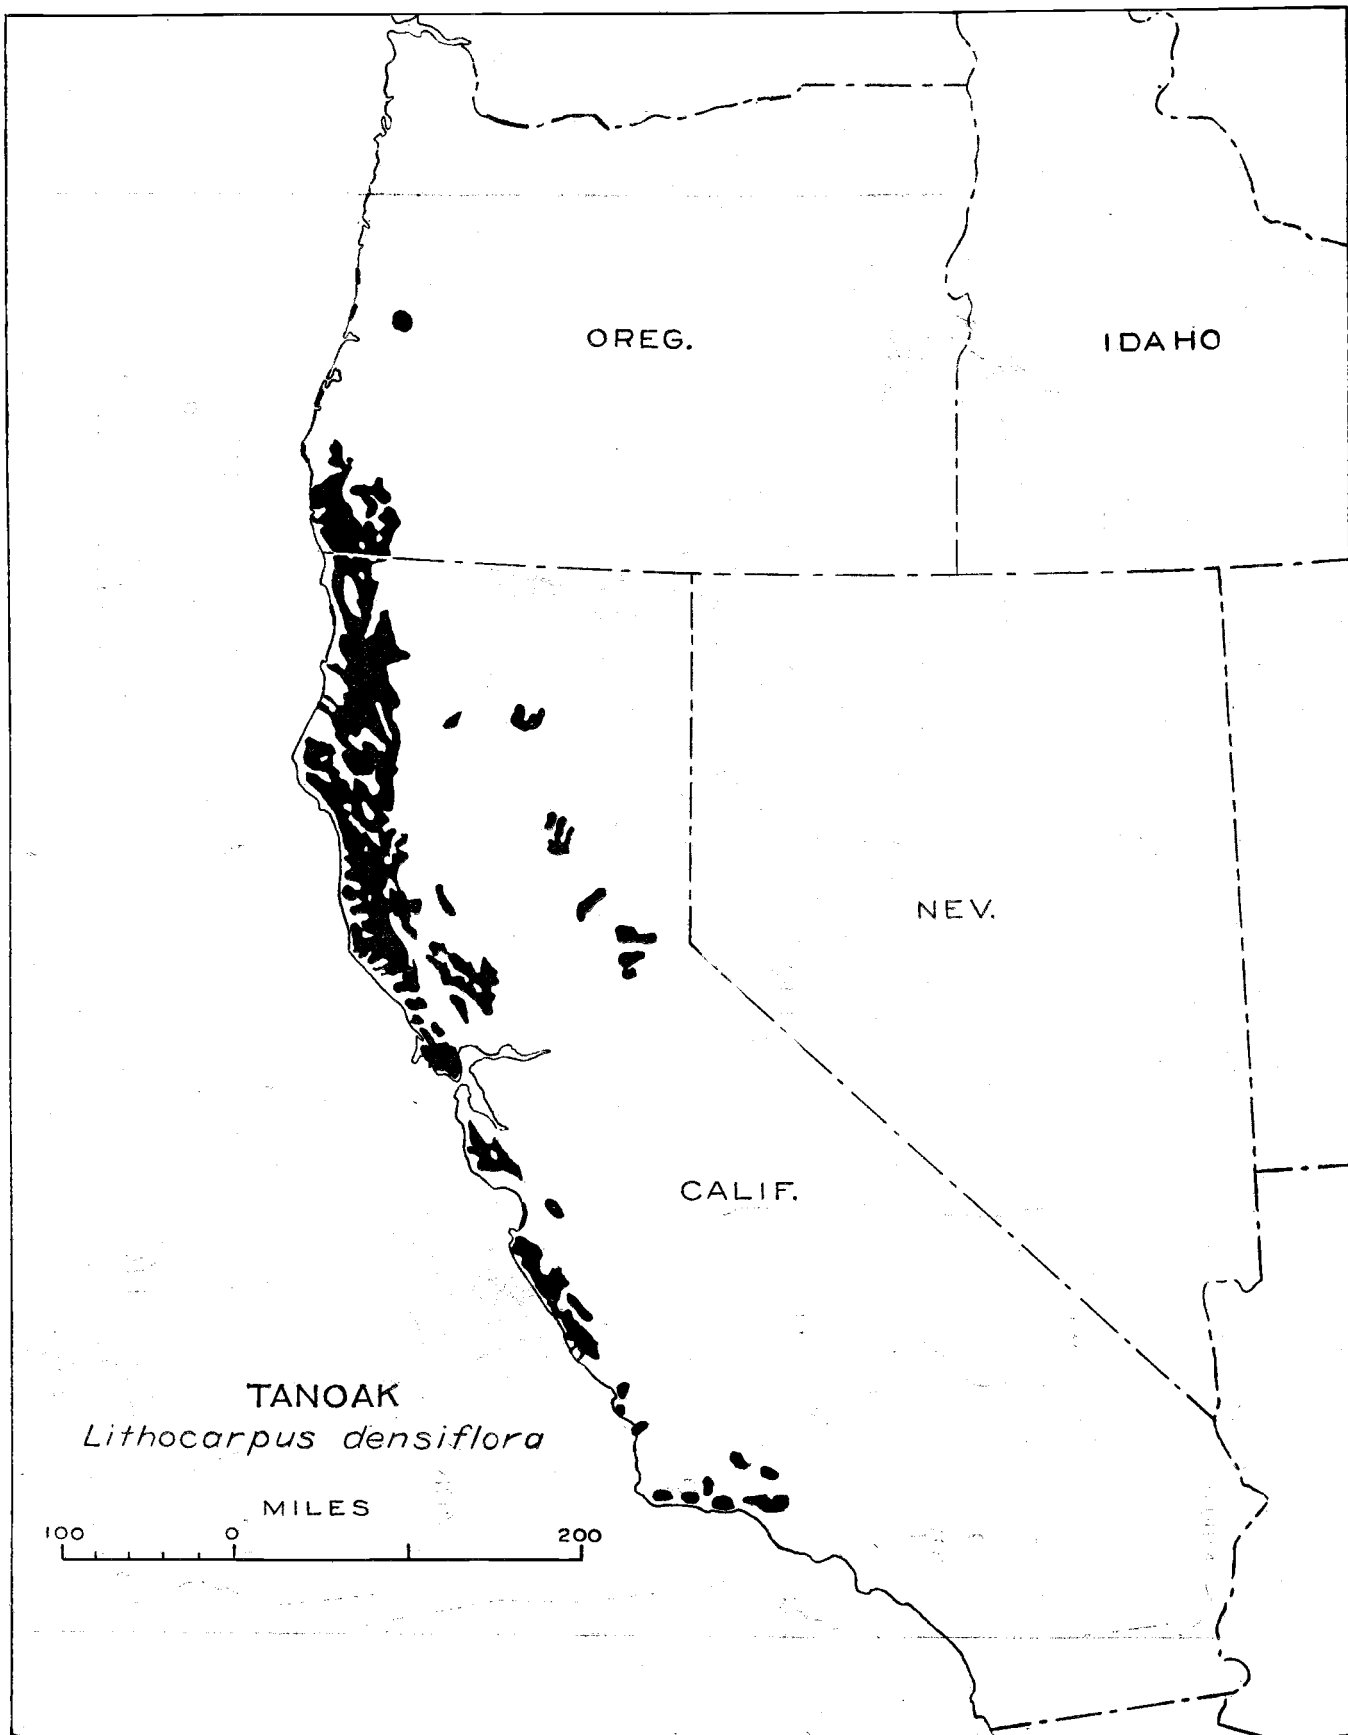 OREG.
IDAHO
NEV.
CALIF.
TANOAK
Lithocarpus densiflora
MILES
100 0 200